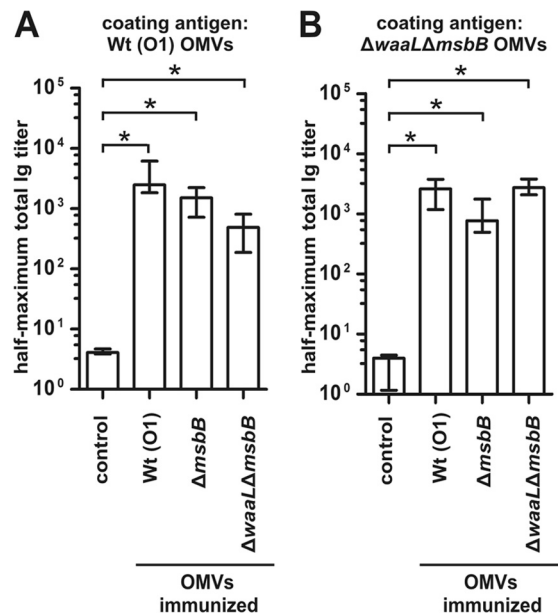 A
coating antigen:
Wt (O1) OMVs
half-maximum total Ig titer
10⁵
10⁴
10³
10²
10¹
10⁰
*
*
*
control
Wt (O1)
ΔmsbB
ΔwaaLΔmsbB
OMVs
immunized
B
coating antigen:
ΔwaaLΔmsbB OMVs
half-maximum total Ig titer
10⁵
10⁴
10³
10²
10¹
10⁰
*
*
*
control
Wt (O1)
ΔmsbB
ΔwaaLΔmsbB
OMVs
immunized